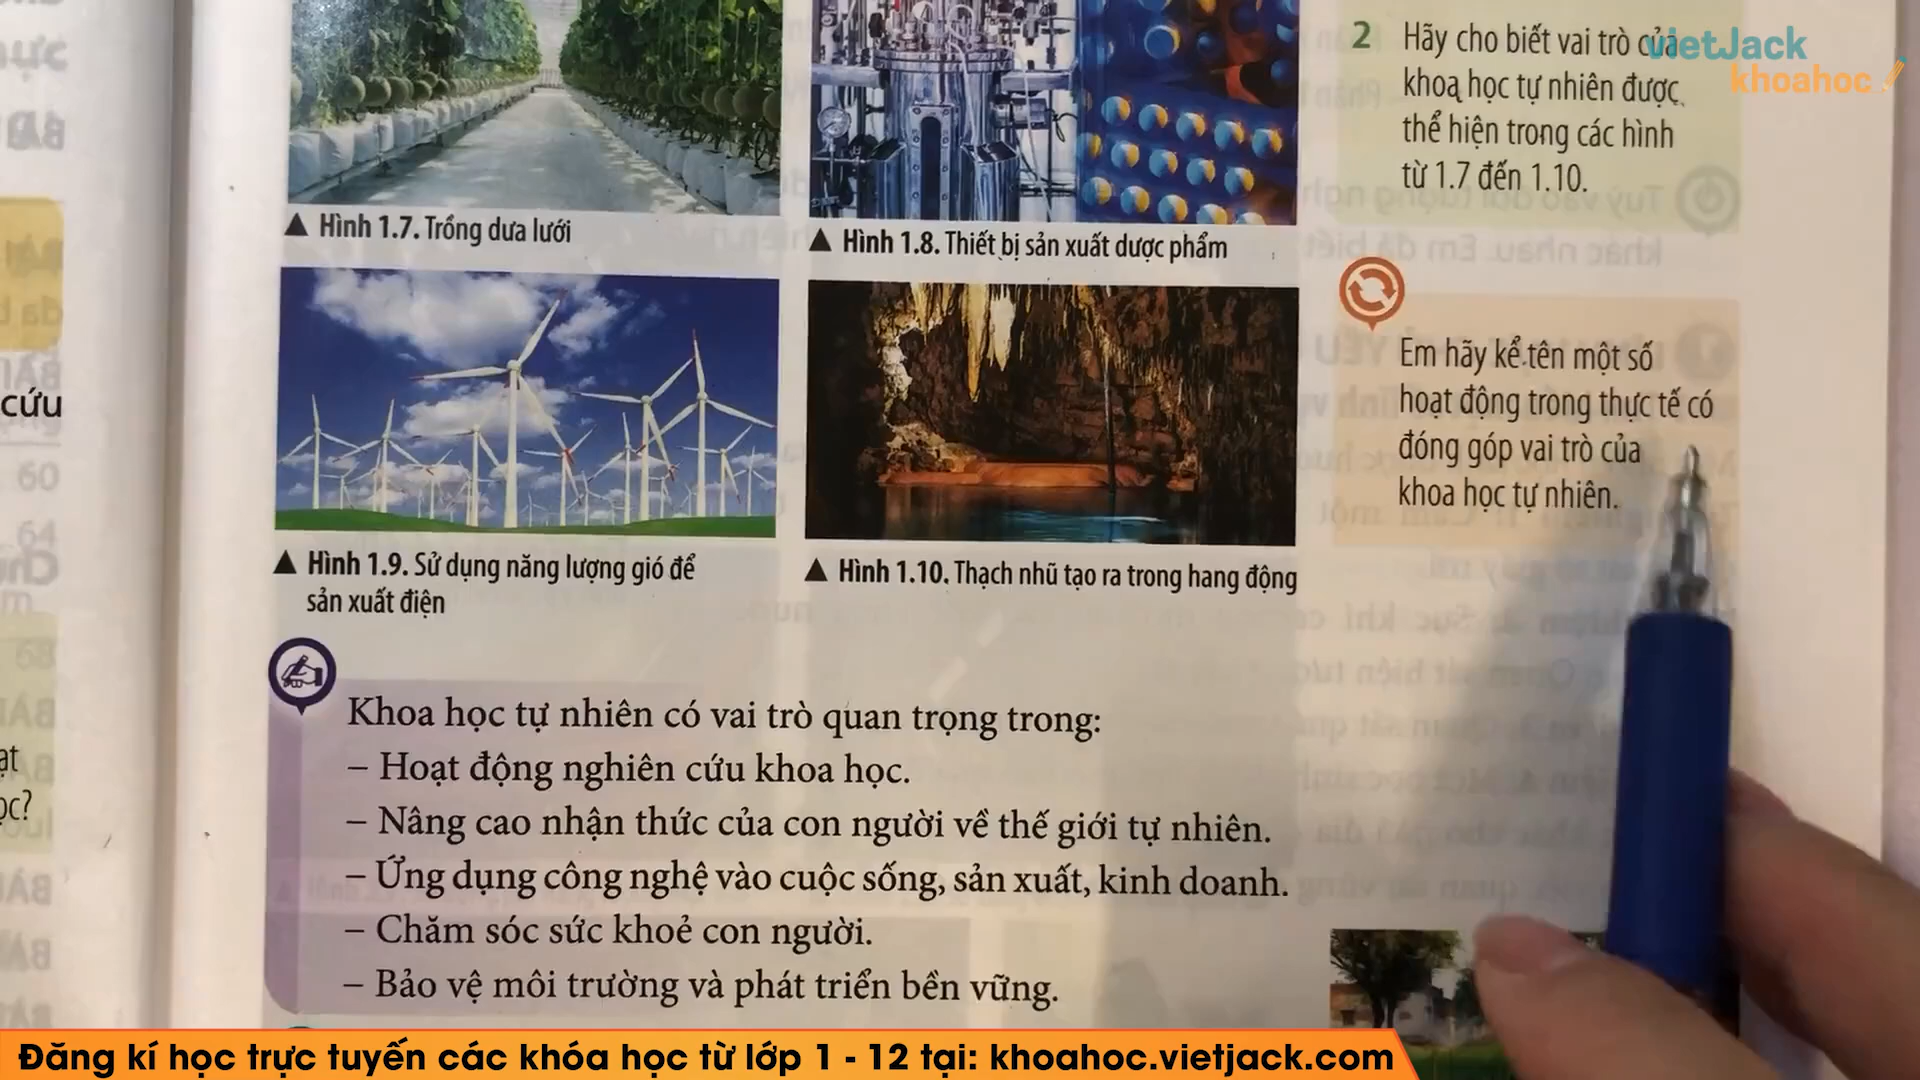 2 Hãy cho biết vai trò của
khoa học tự nhiên được
thể hiện trong các hình
từ 1.7 đến 1.10.
vietJack
khoahoc
▲ Hình 1.7. Trồng dưa lưới
▲ Hình 1.8. Thiết bị sản xuất dược phẩm
Em hãy kể tên một số
hoạt động trong thực tế có
đóng góp vai trò của
khoa học tự nhiên.
▲ Hình 1.9. Sử dụng năng lượng gió để
sản xuất điện
▲ Hình 1.10. Thạch nhũ tạo ra trong hang động
Khoa học tự nhiên có vai trò quan trọng trong:
– Hoạt động nghiên cứu khoa học.
– Nâng cao nhận thức của con người về thế giới tự nhiên.
– Ứng dụng công nghệ vào cuộc sống, sản xuất, kinh doanh.
– Chăm sóc sức khoẻ con người.
– Bảo vệ môi trường và phát triển bền vững.
cứu
Đăng kí học trực tuyến các khóa học từ lớp 1 - 12 tại: khoahoc.vietjack.com